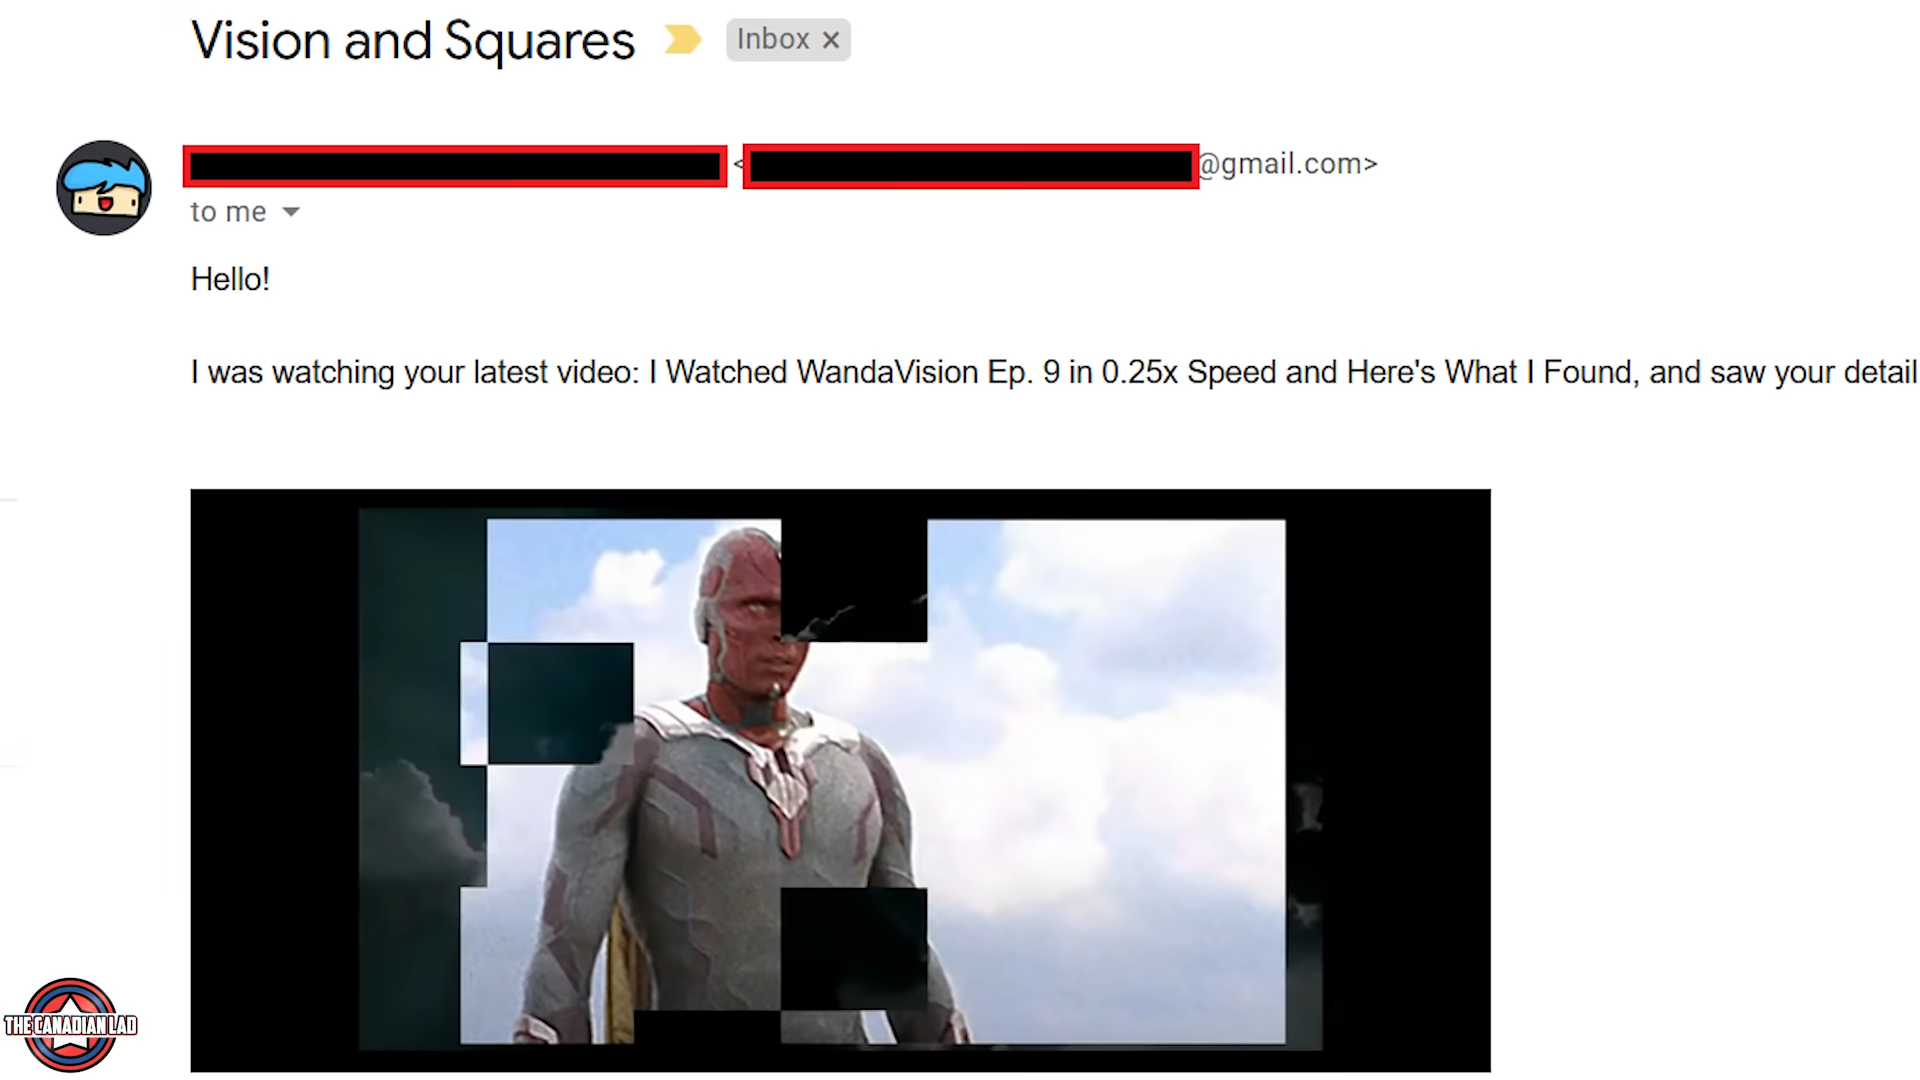 Vision and Squares
Inbox ×
< @gmail.com>
to me
Hello!
I was watching your latest video: I Watched WandaVision Ep. 9 in 0.25x Speed and Here's What I Found, and saw your detail
THE CANADIAN LAD